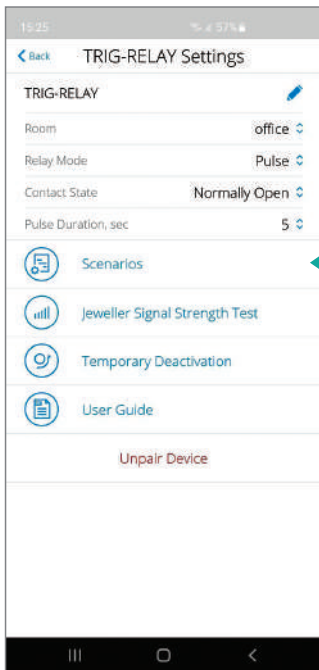 15:25 57%
Back TRIG-RELAY Settings
TRIG-RELAY
Room office
Relay Mode Pulse
Contact State Normally Open
Pulse Duration, sec 5
Scenarios
Jeweller Signal Strength Test
Temporary Deactivation
User Guide
Unpair Device